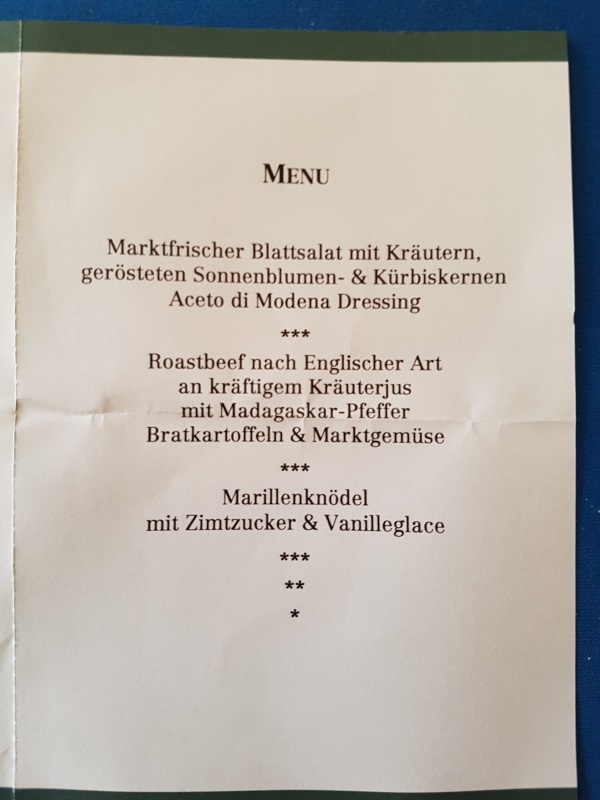 MENU
Marktfrischer Blattsalat mit Kräutern,
gerösteten Sonnenblumen- & Kürbiskernen
Aceto di Modena Dressing
***
Roastbeef nach Englischer Art
an kräftigem Kräuterjus
mit Madagaskar-Pfeffer
Bratkartoffeln & Marktgemüse
***
Marillenknödel
mit Zimtzucker & Vanilleglace
***
**
*